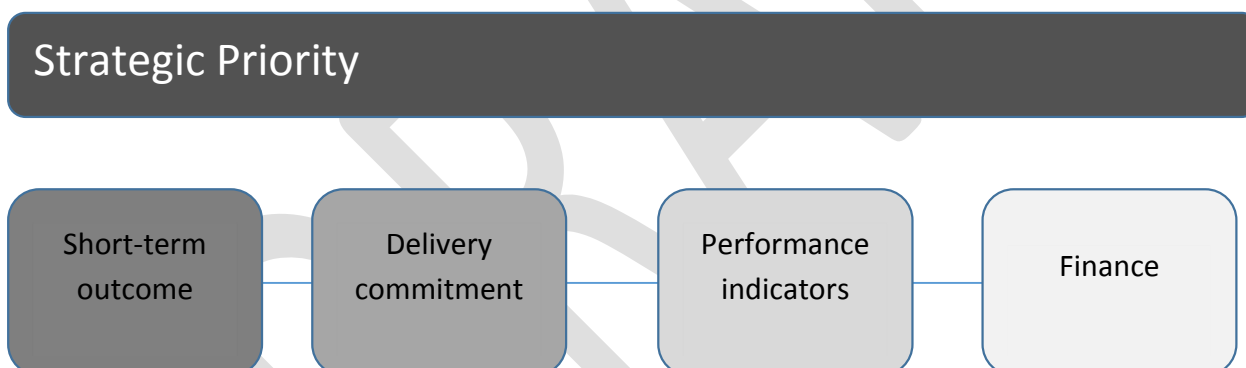 Strategic Priority
Short-term
outcome
Delivery
commitment
Performance
indicators
Finance